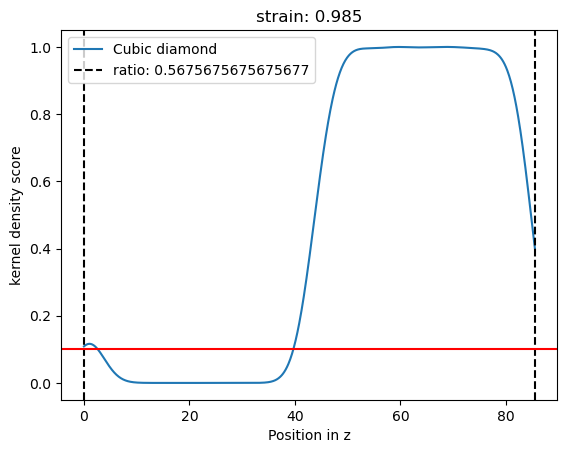 strain: 0.985
Cubic diamond
ratio: 0.5675675675675677
kernel density score
1.0
0.8
0.6
0.4
0.2
0.0
0
20
40
60
80
Position in z